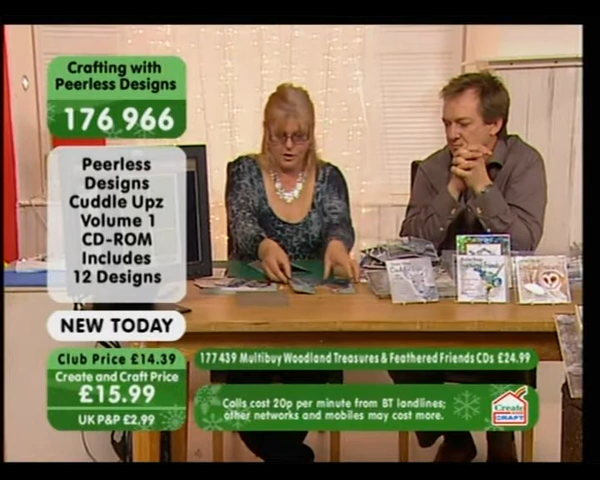 Crafting with
Peerless Designs
176 966
Peerless
Designs
Cuddle Upz
Volume 1
CD-ROM
Includes
12 Designs
NEW TODAY
Club Price £14.39
Create and Craft Price
£15.99
UK P&P £2.99
177439 Multibuy Woodland Treasures & Feathered Friends CDs £24.99
Calls cost 20p per minute from BT landlines;
other networks and mobiles may cost more.
Create
CRAFT